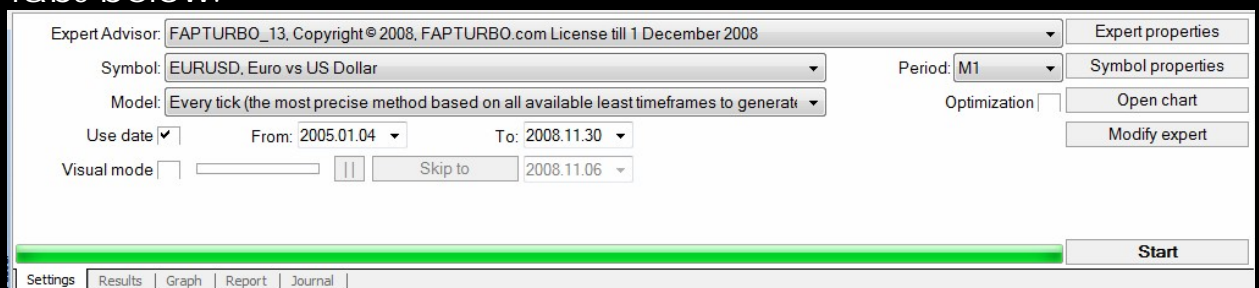 Expert Advisor: FAPTURBO_13, Copyright © 2008, FAPTURBO.com License till 1 December 2008 Expert properties
Symbol: EURUSD, Euro vs US Dollar Period: M1 Symbol properties
Model: Every tick (the most precise method based on all available least timeframes to generate Optimization Open chart
Use date From: 2005.01.04 To: 2008.11.30 Modify expert
Visual mode Skip to 2008.11.06
Start
Settings Results Graph Report Journal